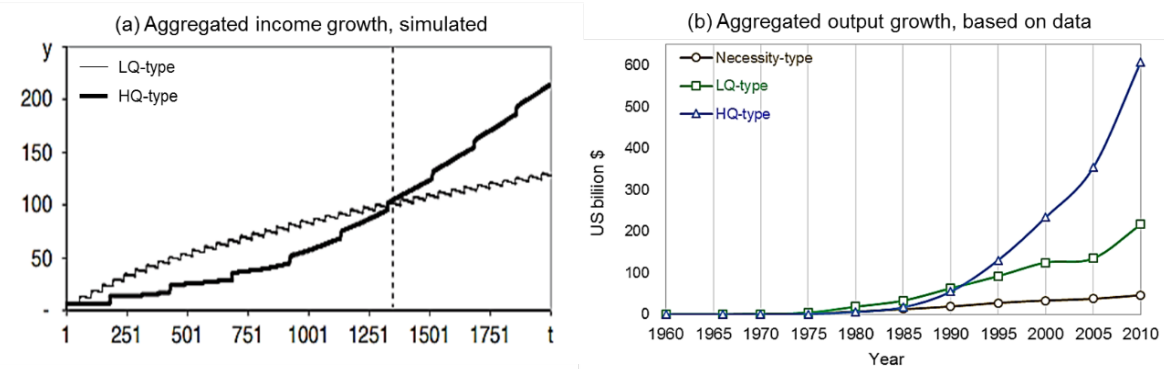 (a) Aggregated income growth, simulated
y
LQ-type
HQ-type
200
150
100
50
-
1 251 501 751 1001 1251 1501 1751 t
(b) Aggregated output growth, based on data
Necessity-type
LQ-type
HQ-type
US biliion $
600
500
400
300
200
100
0
1960 1965 1970 1975 1980 1985 1990 1995 2000 2005 2010
Year